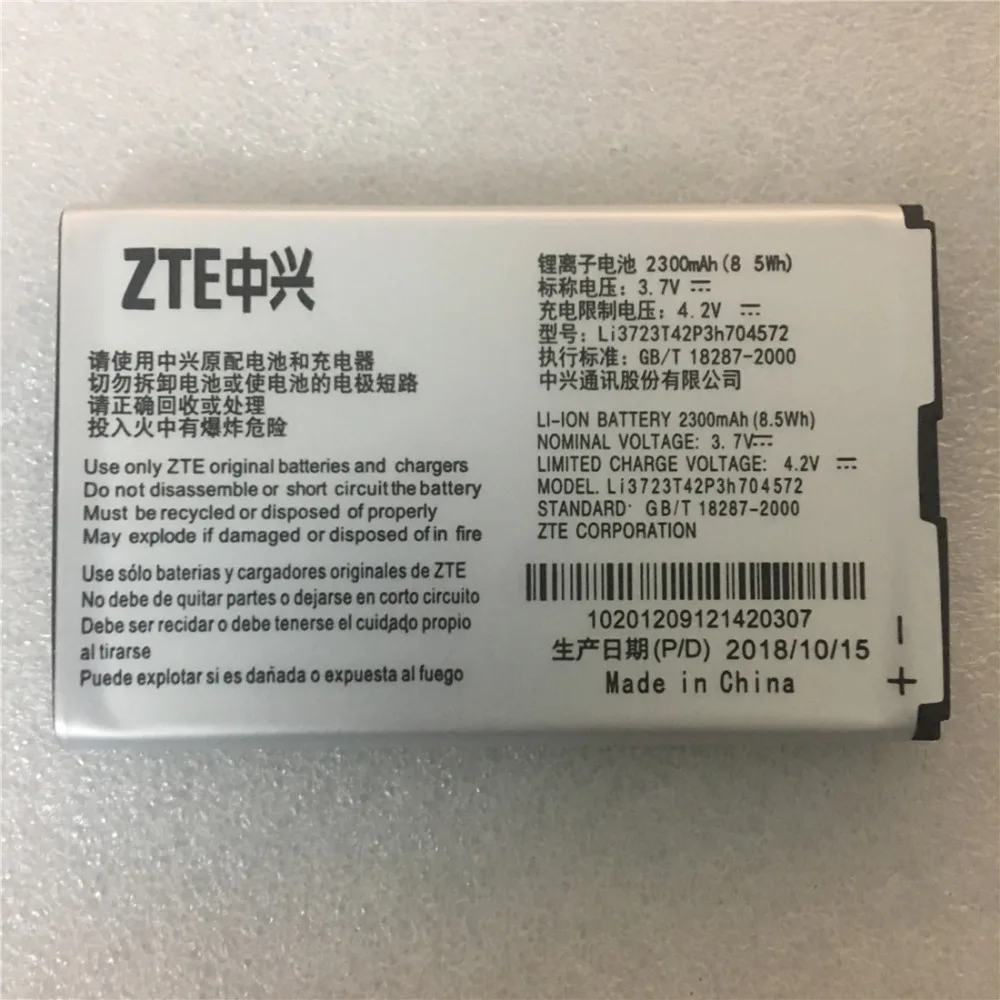 ZTE中兴
请使用中兴原配电池和充电器
切勿拆卸电池或使电池的电极短路
请正确回收或处理
投入火中有爆炸危险
Use only ZTE original batteries and chargers
Do not disassemble or short circuit the battery
Must be recycled or disposed of properly
May explode if damaged or disposed of in fire
Use sólo baterias y cargadores originales de ZTE
No debe de quitar partes o dejarse en corto circuito
Debe ser recidar o debe tenerse el cuidado propio
al tirarse
Puede explotar si es dañada o expuesta al fuego
锂离子电池 2300mAh(8 5Wh)
标称电压: 3.7V ⎓
充电限制电压: 4.2V ⎓
型号: Li3723T42P3h704572
执行标准: GB/T 18287-2000
中兴通讯股份有限公司
LI-ION BATTERY 2300mAh(8.5Wh)
NOMINAL VOLTAGE: 3.7V⎓
LIMITED CHARGE VOLTAGE: 4.2V ⎓
MODEL. Li3723T42P3h704572
STANDARD: GB/T 18287-2000
ZTE CORPORATION
10201209121420307
生产日期(P/D) 2018/10/15
Made in China
−
+